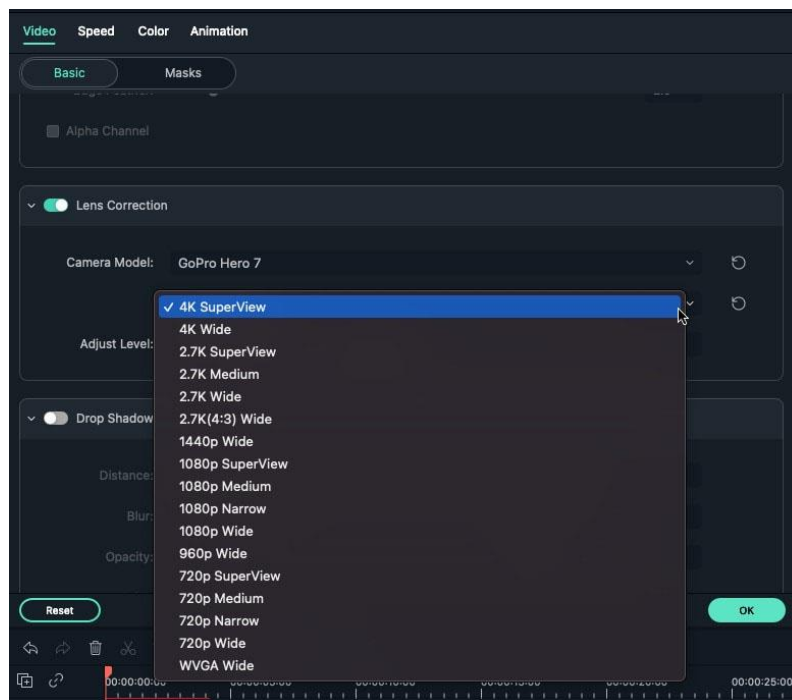 Video Speed Color Animation
Basic Masks
Alpha Channel
Lens Correction
Camera Model: GoPro Hero 7
✓ 4K SuperView
4K Wide
Adjust Level:
2.7K SuperView
2.7K Medium
2.7K Wide
2.7K(4:3) Wide
Drop Shadow
1440p Wide
1080p SuperView
Distance:
1080p Medium
1080p Narrow
Blur:
1080p Wide
960p Wide
Opacity:
720p SuperView
720p Medium
Reset
OK
720p Narrow
720p Wide
WVGA Wide
00:00:00:00 00:00:25:00